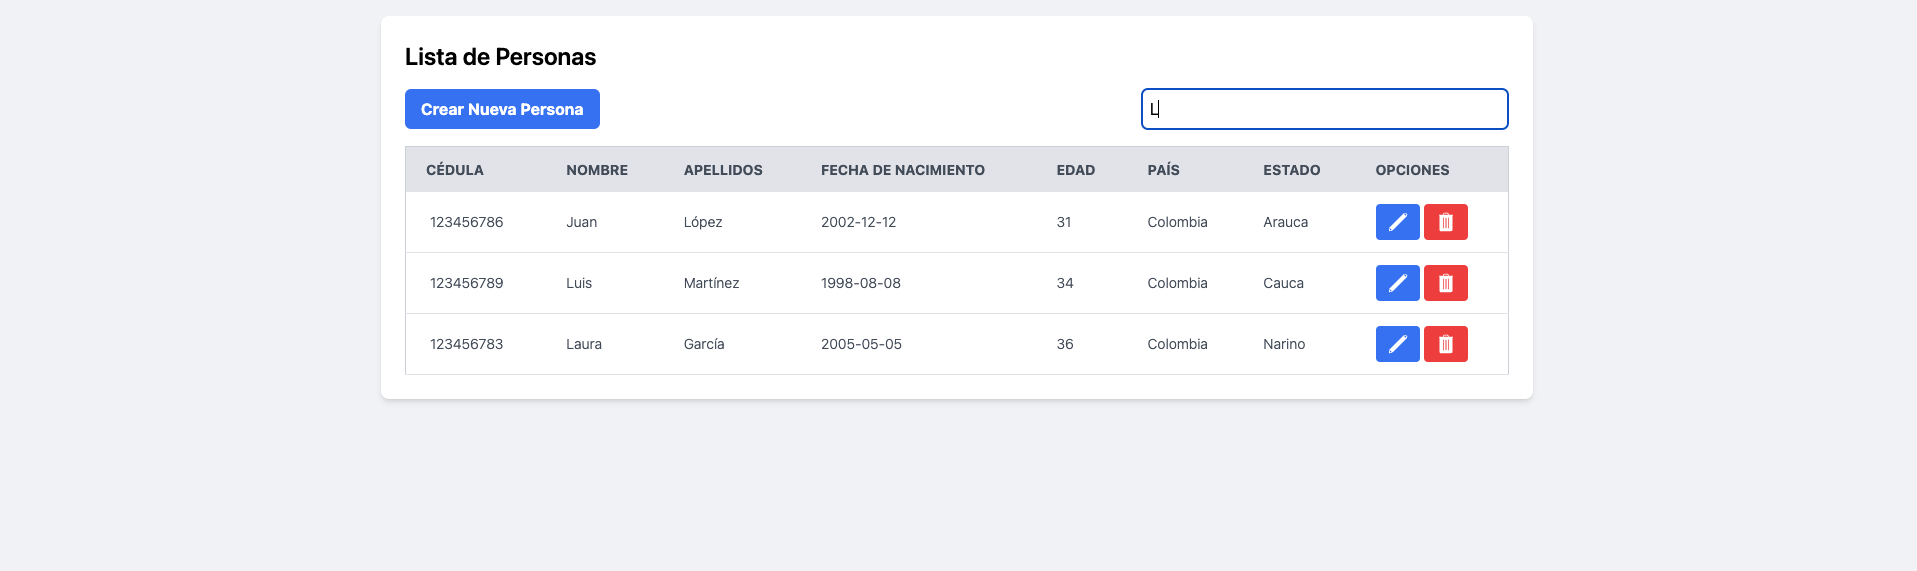 Lista de Personas
Crear Nueva Persona
L
CÉDULA NOMBRE APELLIDOS FECHA DE NACIMIENTO EDAD PAÍS ESTADO OPCIONES
123456786 Juan López 2002-12-12 31 Colombia Arauca
123456789 Luis Martínez 1998-08-08 34 Colombia Cauca
123456783 Laura García 2005-05-05 36 Colombia Narino